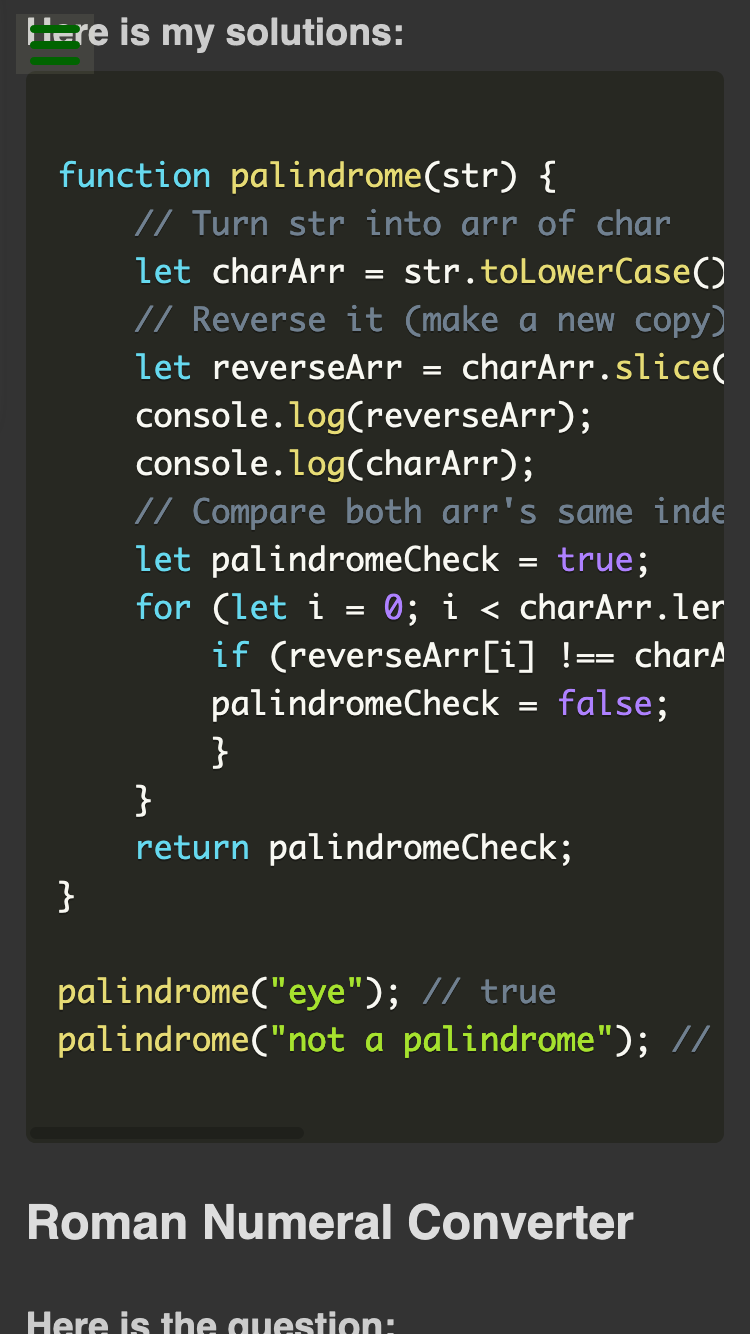 Here is my solutions:
function palindrome(str) {
// Turn str into arr of char
let charArr = str.toLowerCase()
// Reverse it (make a new copy)
let reverseArr = charArr.slice(
console.log(reverseArr);
console.log(charArr);
// Compare both arr's same inde
let palindromeCheck = true;
for (let i = 0; i < charArr.len
if (reverseArr[i] !== charA
palindromeCheck = false;
}
}
return palindromeCheck;
}
palindrome("eye"); // true
palindrome("not a palindrome"); //
Roman Numeral Converter
Here is the question: